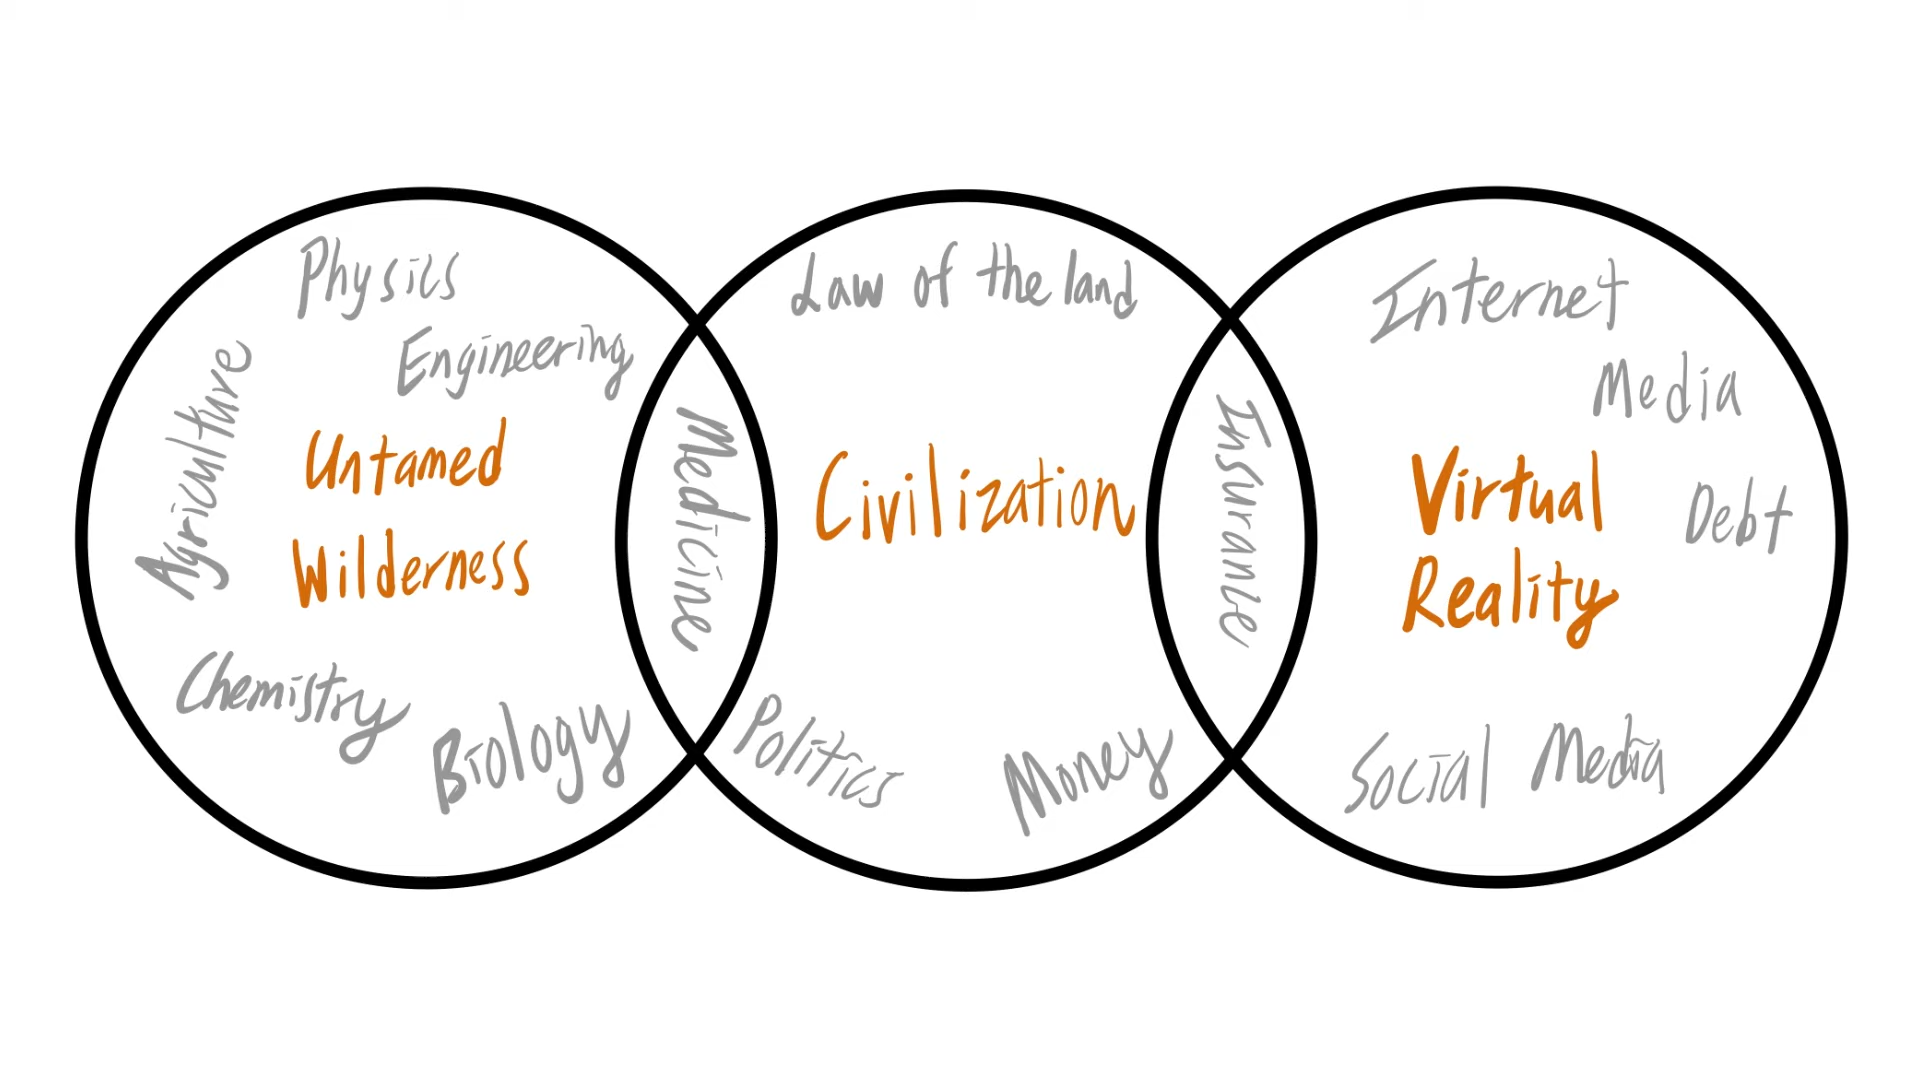 Physics
Engineering
Agriculture
Untamed
Wilderness
Chemistry
Biology
Medicine
Law of the land
Civilization
Politics
Money
Insurance
Internet
Media
Virtual
Reality
Debt
Social Media